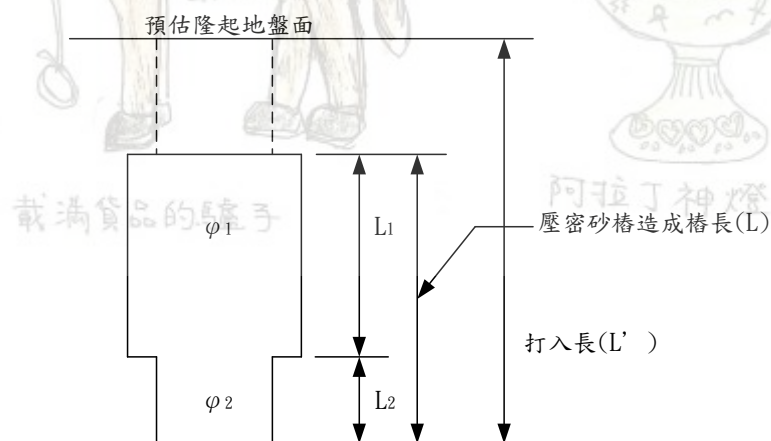 預估隆起地盤面
載滿貨品的驢子
阿拉丁神燈
φ1
L1
壓密砂樁造成樁長(L)
打入長(L’)
φ2
L2